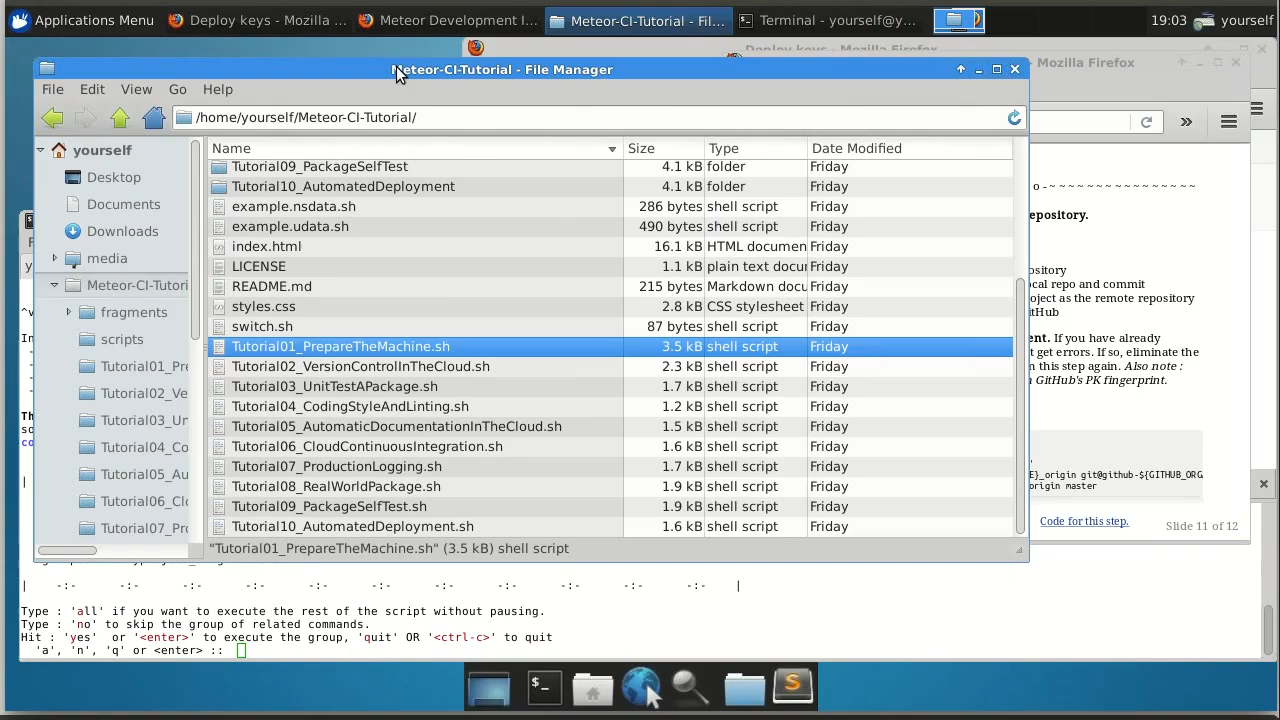 Applications Menu
Deploy keys - Mozilla ...
Meteor Development I...
Meteor-CI-Tutorial - Fil...
Terminal - yourself@y...
19:03
yourself
Deploy keys - Mozilla Firefox
- Mozilla Firefox
Meteor-CI-Tutorial - File Manager
File Edit View Go Help
/home/yourself/Meteor-CI-Tutorial/
yourself
Desktop
Documents
Downloads
media
Meteor-CI-Tutori
fragments
scripts
Tutorial01_Pre
Tutorial02_Ve
Tutorial03_Un
Tutorial04_Co
Tutorial05_Au
Tutorial06_Clo
Tutorial07_Pro
Name Size Type Date Modified
Tutorial09_PackageSelfTest 4.1 kB folder Friday
Tutorial10_AutomatedDeployment 4.1 kB folder Friday
example.nsdata.sh 286 bytes shell script Friday
example.udata.sh 490 bytes shell script Friday
index.html 16.1 kB HTML documen Friday
LICENSE 1.1 kB plain text docu Friday
README.md 215 bytes Markdown docu Friday
styles.css 2.8 kB CSS stylesheet Friday
switch.sh 87 bytes shell script Friday
Tutorial01_PrepareTheMachine.sh 3.5 kB shell script Friday
Tutorial02_VersionControlInTheCloud.sh 2.3 kB shell script Friday
Tutorial03_UnitTestAPackage.sh 1.7 kB shell script Friday
Tutorial04_CodingStyleAndLinting.sh 1.2 kB shell script Friday
Tutorial05_AutomaticDocumentationInTheCloud.sh 1.5 kB shell script Friday
Tutorial06_CloudContinuousIntegration.sh 1.6 kB shell script Friday
Tutorial07_ProductionLogging.sh 1.7 kB shell script Friday
Tutorial08_RealWorldPackage.sh 1.9 kB shell script Friday
Tutorial09_PackageSelfTest.sh 1.9 kB shell script Friday
Tutorial10_AutomatedDeployment.sh 1.6 kB shell script Friday
"Tutorial01_PrepareTheMachine.sh" (3.5 kB) shell script
o - ~ ~ ~ ~ ~ ~ ~ ~ ~ ~ ~ ~ ~ ~ ~ ~
epository.
ository
cal repo and commit
oject as the remote repository
tHub
ent. If you have already
get errors. If so, eliminate the
n this step again. Also note :
n GitHub's PK fingerprint.
E}_origin git@github-${GITHUB_ORGA
origin master
Code for this step.
Slide 11 of 12
| -:- -:- -:- -:- -:- -:- -:- -:- -:- -:- -:- |
Type : 'all' if you want to execute the rest of the script without pausing.
Type : 'no' to skip the group of related commands.
Hit : 'yes' or '<enter>' to execute the group, 'quit' OR '<ctrl-c>' to quit
'a', 'n', 'q' or <enter> ::